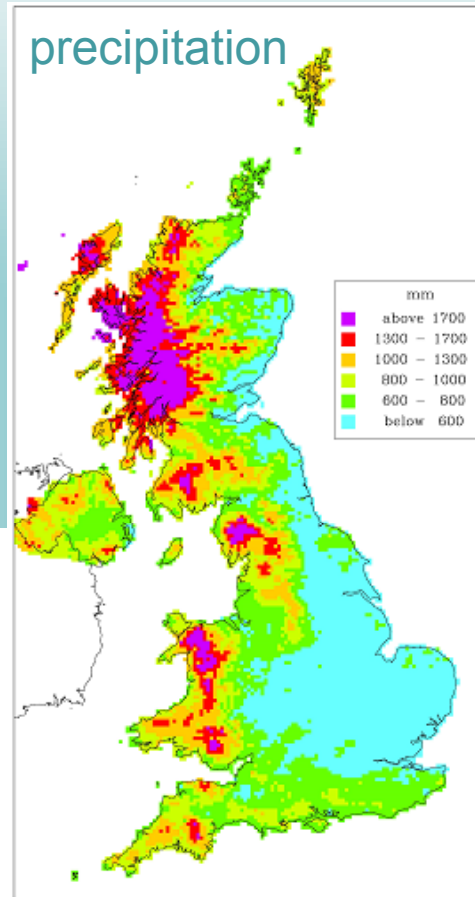 precipitation
mm
above 1700
1300 - 1700
1000 - 1300
800 - 1000
600 - 800
below 600